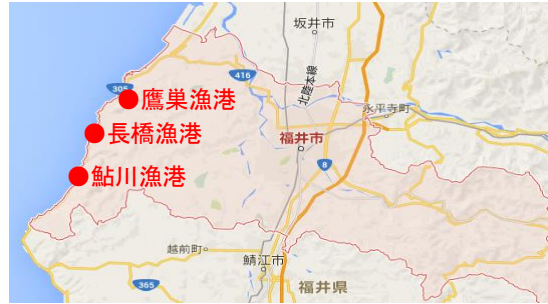 坂井市
305
416
鷹巣漁港
北陸本線
永平寺町
長橋漁港
福井市
8
鮎川漁港
越前町
鯖江市
365
福井県